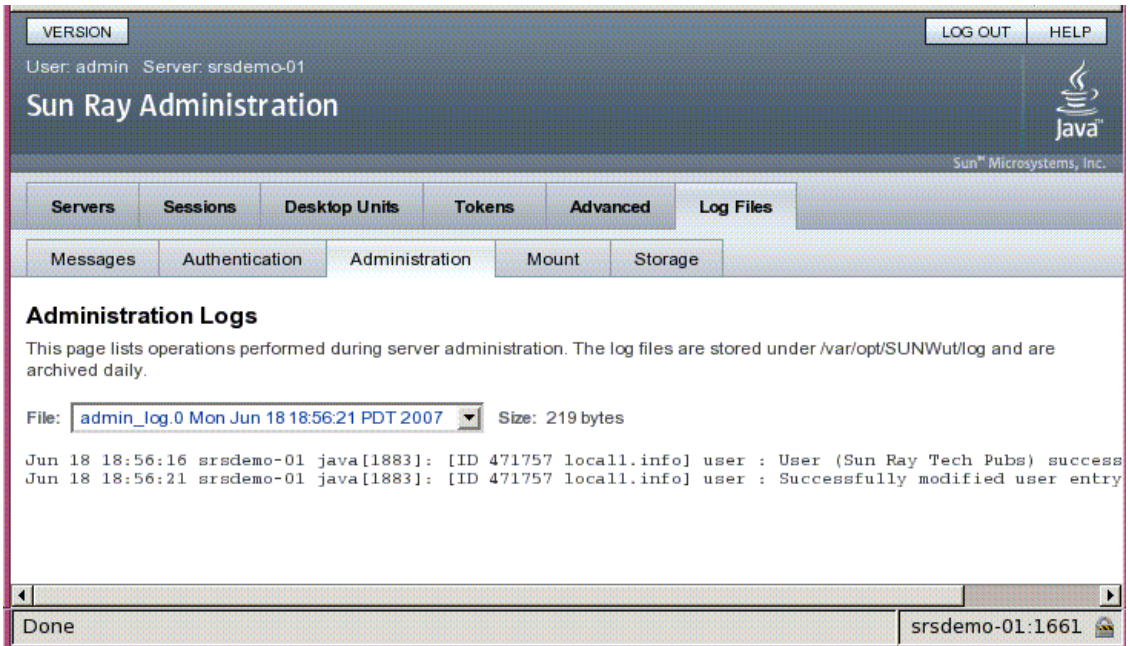 VERSION LOG OUT HELP
User: admin Server: srsdemo-01
Sun Ray Administration
Java™
Sun™ Microsystems, Inc.
Servers Sessions Desktop Units Tokens Advanced Log Files
Messages Authentication Administration Mount Storage
Administration Logs
This page lists operations performed during server administration. The log files are stored under /var/opt/SUNWut/log and are
archived daily.
File: admin_log.0 Mon Jun 18 18:56:21 PDT 2007 Size: 219 bytes
Jun 18 18:56:16 srsdemo-01 java[1883]: [ID 471757 local1.info] user : User (Sun Ray Tech Pubs) success
Jun 18 18:56:21 srsdemo-01 java[1883]: [ID 471757 local1.info] user : Successfully modified user entry
Done srsdemo-01:1661